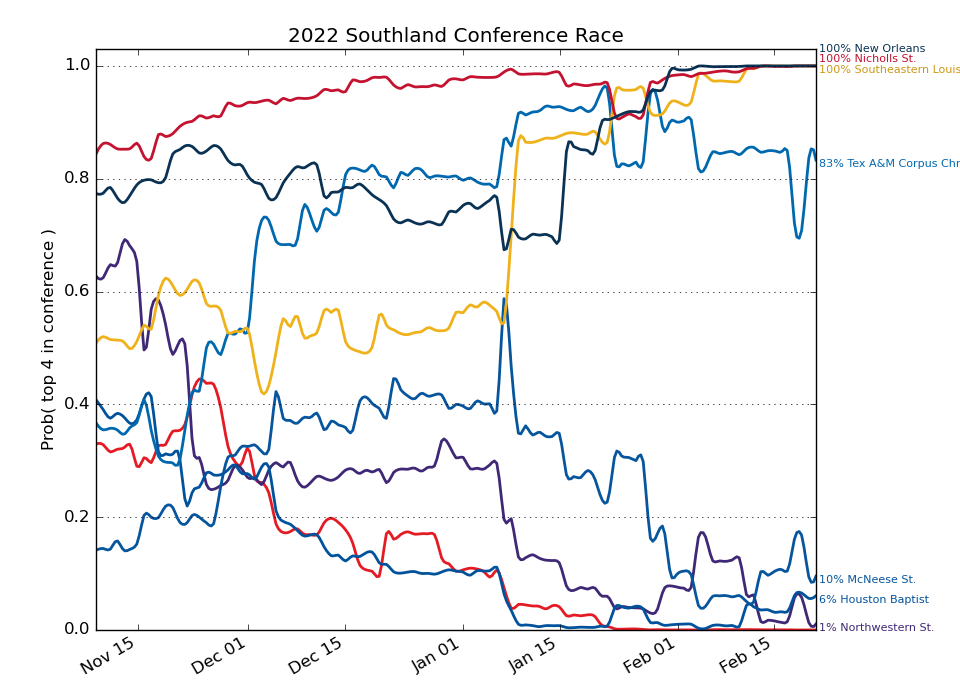 2022 Southland Conference Race
Prob( top 4 in conference )
1.0
0.8
0.6
0.4
0.2
0.0
Nov 15
Dec 01
Dec 15
Jan 01
Jan 15
Feb 01
Feb 15
100% New Orleans
100% Nicholls St.
100% Southeastern Louis
83% Tex A&M Corpus Chr
10% McNeese St.
6% Houston Baptist
1% Northwestern St.